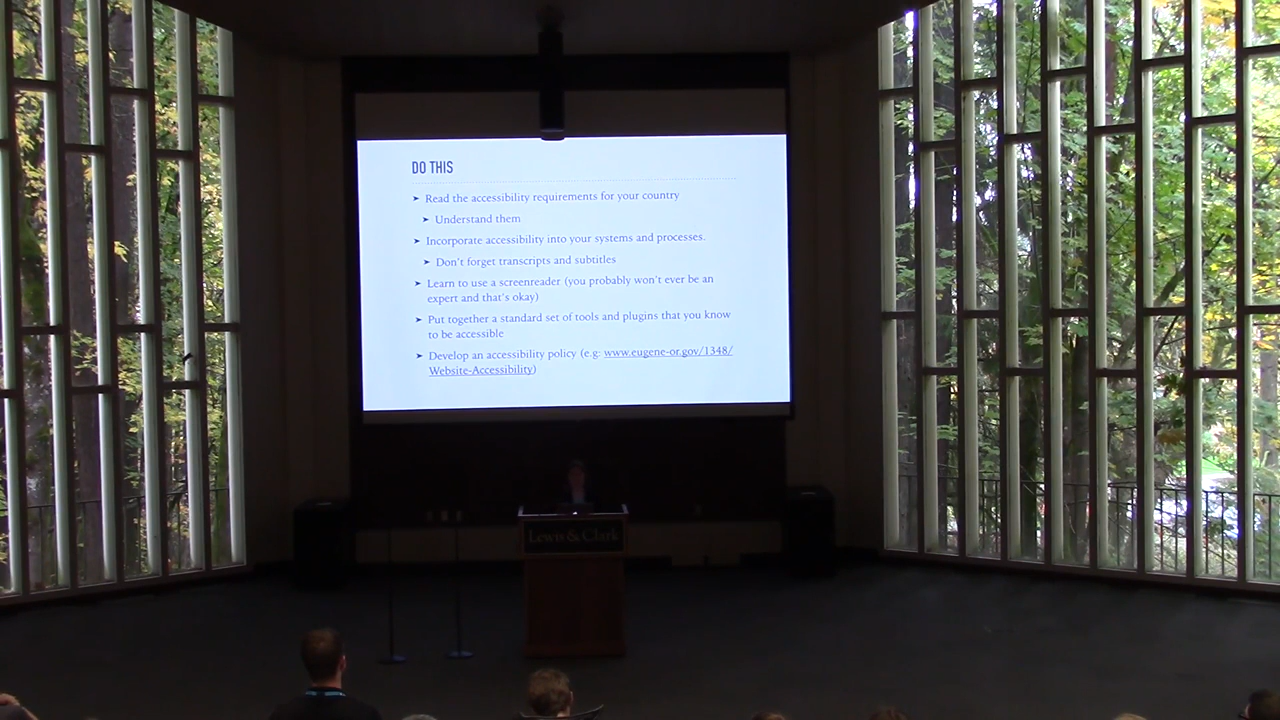 DO THIS
➤ Read the accessibility requirements for your country
➤ Understand them
➤ Incorporate accessibility into your systems and processes.
➤ Don't forget transcripts and subtitles
➤ Learn to use a screenreader (you probably won't ever be an
expert and that's okay)
➤ Put together a standard set of tools and plugins that you know
to be accessible
➤ Develop an accessibility policy (e.g: www.eugene-or.gov/1348/
Website-Accessibility)
Lewis & Clark